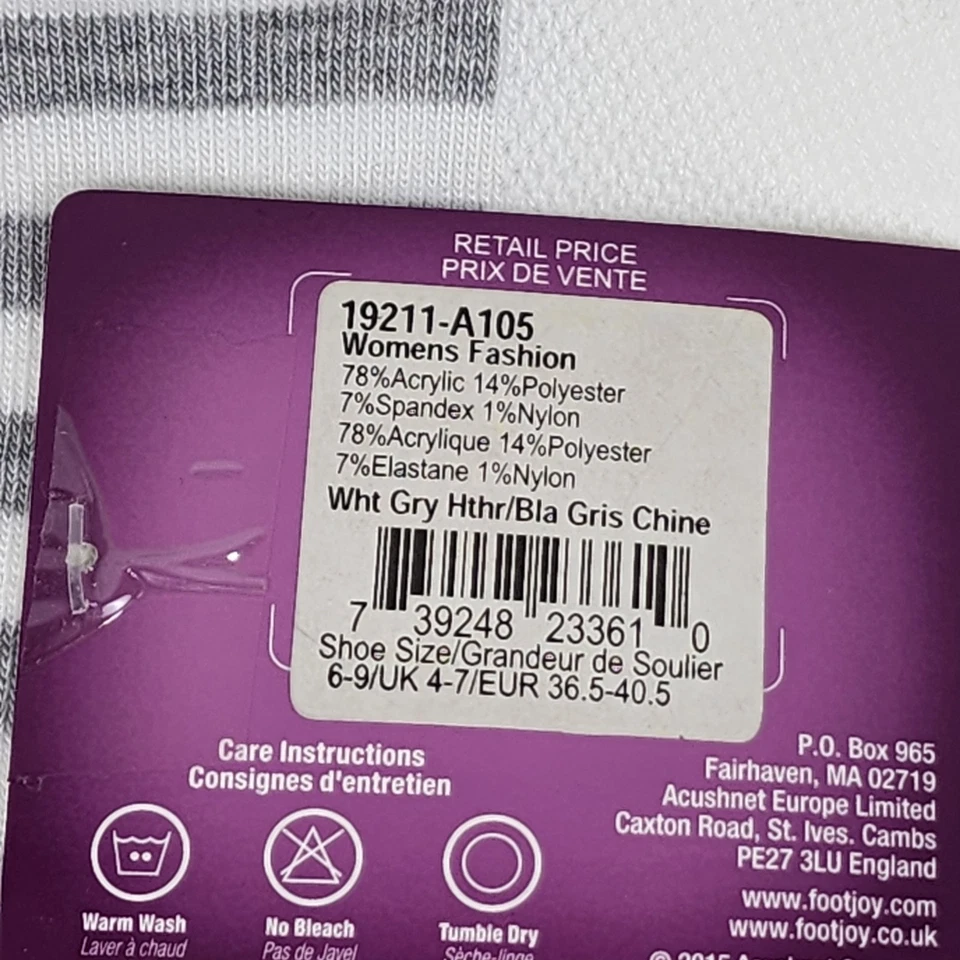 RETAIL PRICE
PRIX DE VENTE
19211-A105
Womens Fashion
78%Acrylic 14%Polyester
7%Spandex 1%Nylon
78%Acrylique 14%Polyester
7%Elastane 1%Nylon
Wht Gry Hthr/Bla Gris Chine
7 39248 23361 0
Shoe Size/Grandeur de Soulier
6-9/UK 4-7/EUR 36.5-40.5
Care Instructions
Consignes d'entretien
Warm Wash
Laver à chaud
No Bleach
Pas de Javel
Tumble Dry
Sèche-linge
P.O. Box 965
Fairhaven, MA 02719
Acushnet Europe Limited
Caxton Road, St. Ives. Cambs
PE27 3LU England
www.footjoy.com
www.footjoy.co.uk
© 2015